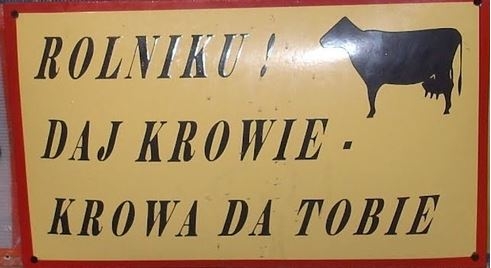 ROLNIKU !
DAJ KROWIE -
KROWA DA TOBIE